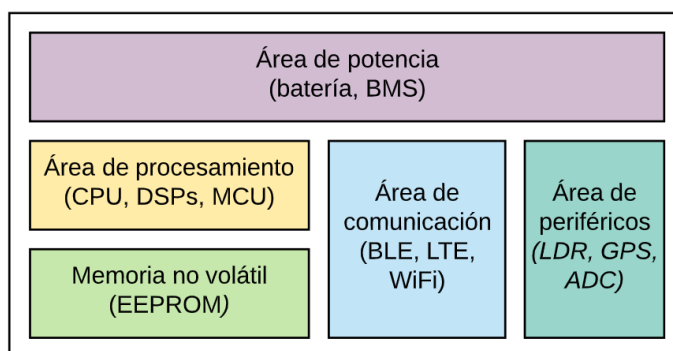 Área de potencia
(batería, BMS)
Área de procesamiento
(CPU, DSPs, MCU)
Memoria no volátil
(EEPROM)
Área de
comunicación
(BLE, LTE,
WiFi)
Área de
periféricos
(LDR, GPS,
ADC)